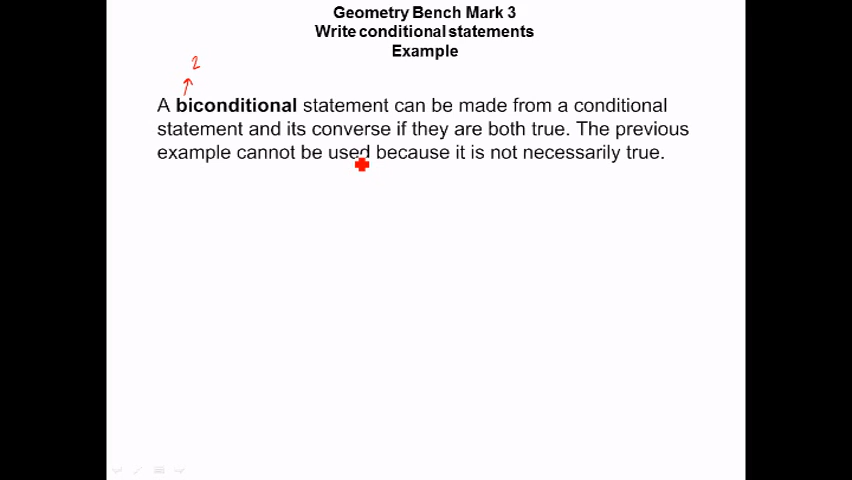 Geometry Bench Mark 3
Write conditional statements
Example
2
A biconditional statement can be made from a conditional
statement and its converse if they are both true. The previous
example cannot be used because it is not necessarily true.